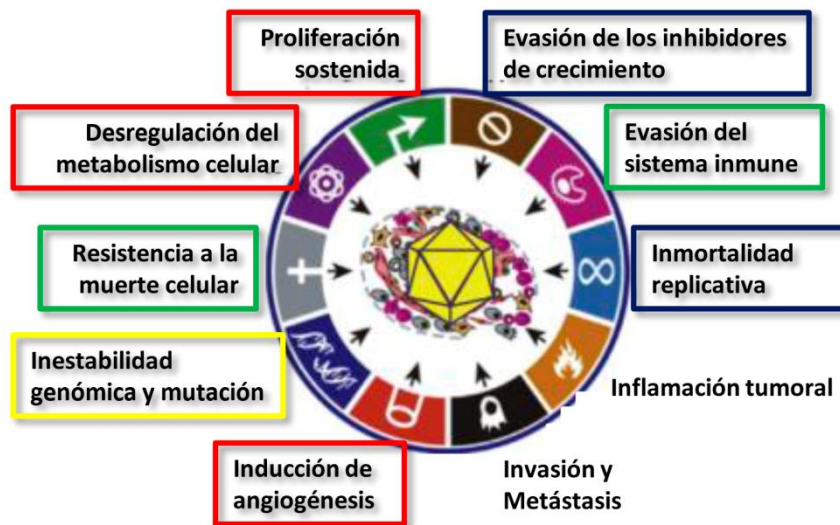 Proliferación
sostenida
Evasión de los inhibidores
de crecimiento
Desregulación del
metabolismo celular
Evasión del
sistema inmune
Resistencia a la
muerte celular
Inmortalidad
replicativa
Inestabilidad
genómica y mutación
Inflamación tumoral
Inducción de
angiogénesis
Invasión y
Metástasis